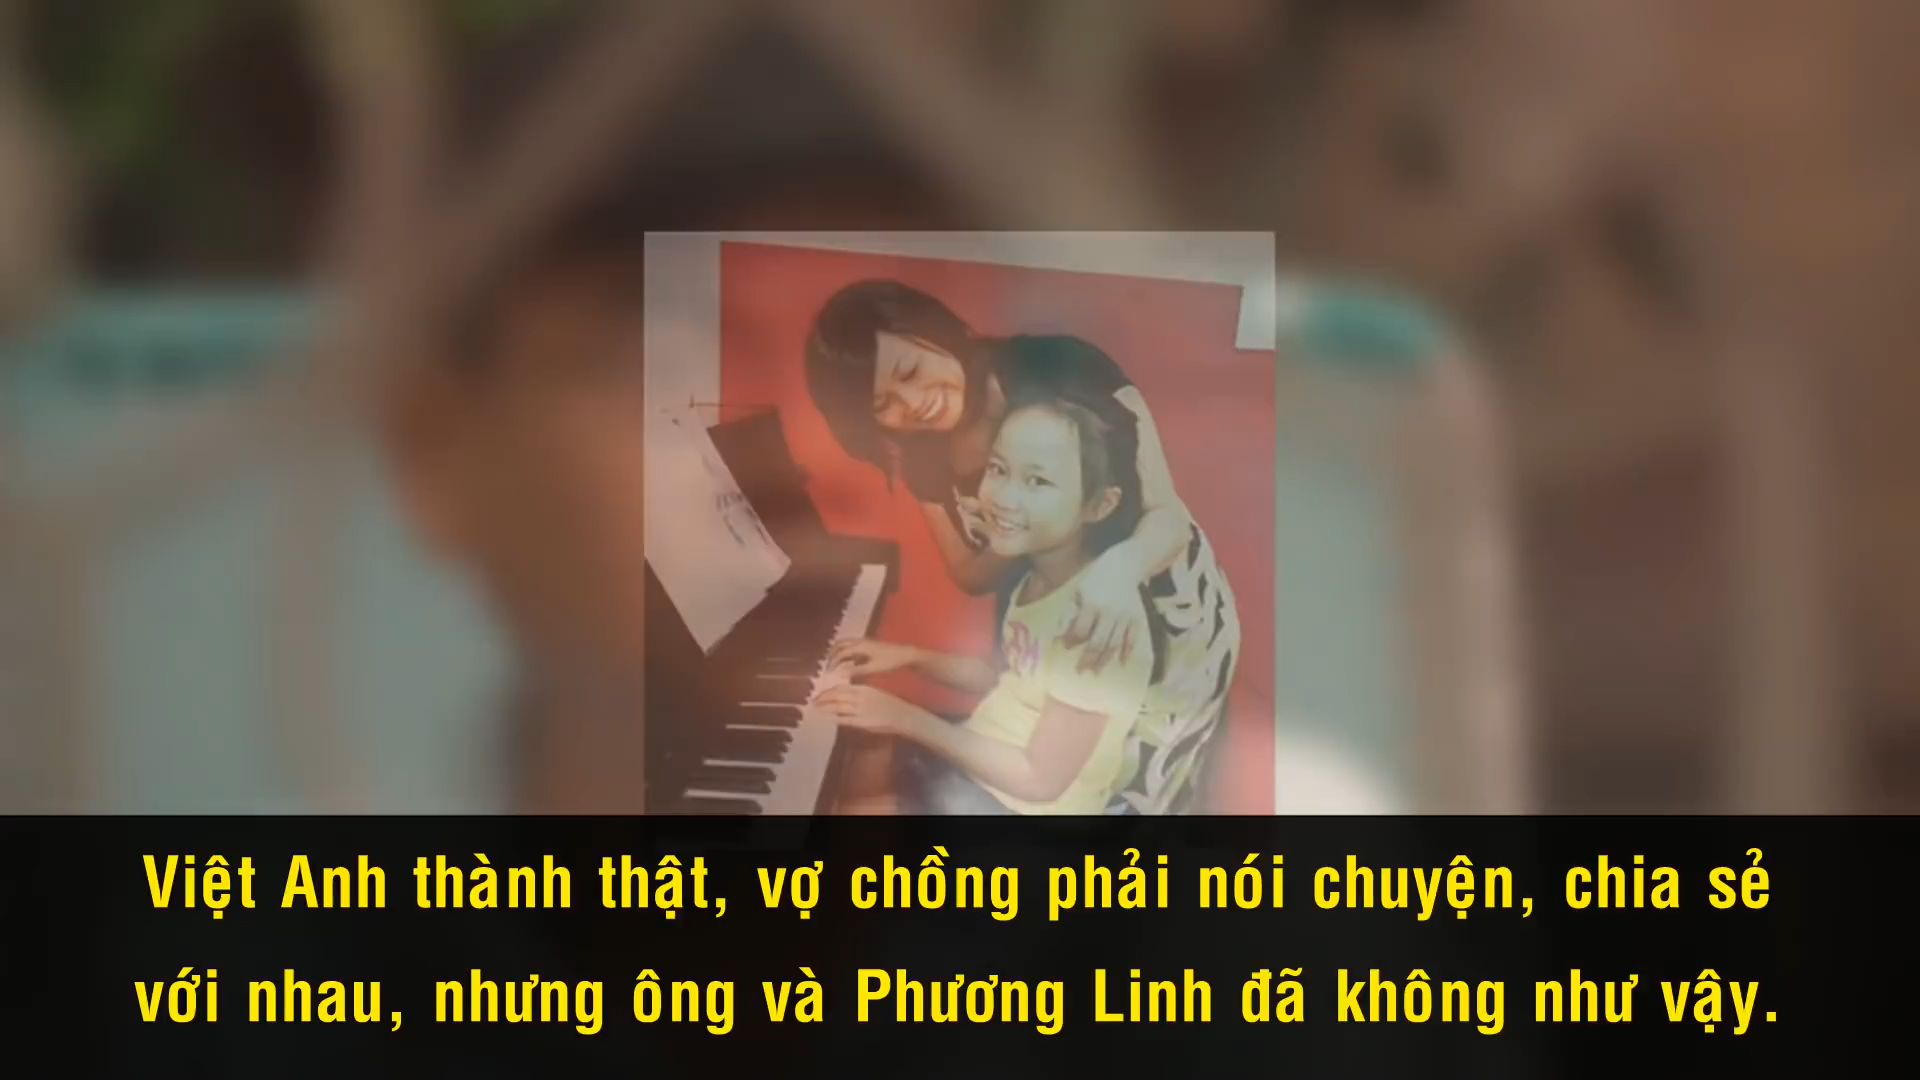 Việt Anh thành thật, vợ chồng phải nói chuyện, chia sẻ
với nhau, nhưng ông và Phương Linh đã không như vậy.